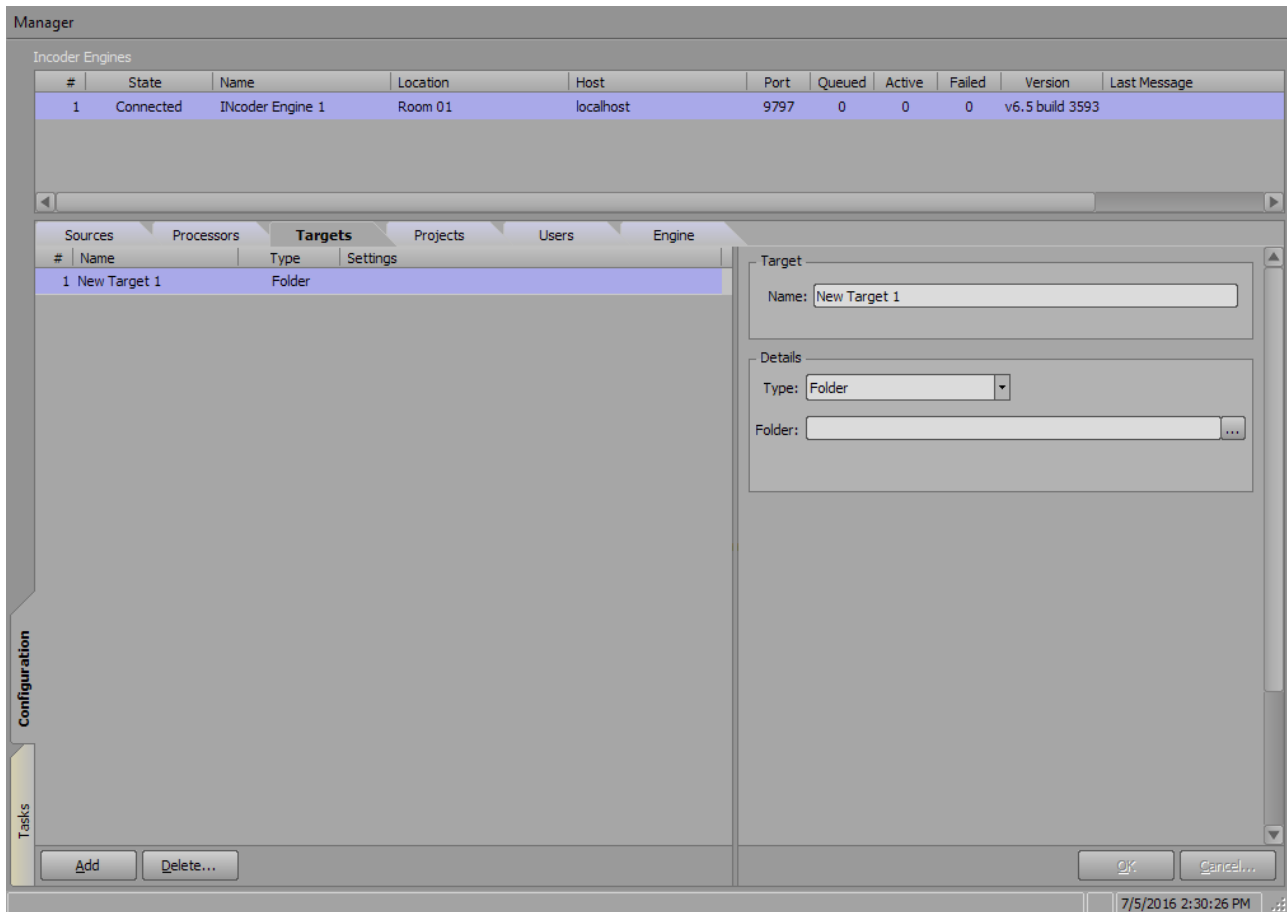 Manager
Incoder Engines
# State Name Location Host Port Queued Active Failed Version Last Message
1 Connected INcoder Engine 1 Room 01 localhost 9797 0 0 0 v6.5 build 3593
Sources Processors Targets Projects Users Engine
# Name Type Settings
1 New Target 1 Folder
Target
Name: New Target 1
Details
Type: Folder
Folder: ...
Configuration
Tasks
Add Delete...
OK Cancel...
7/5/2016 2:30:26 PM